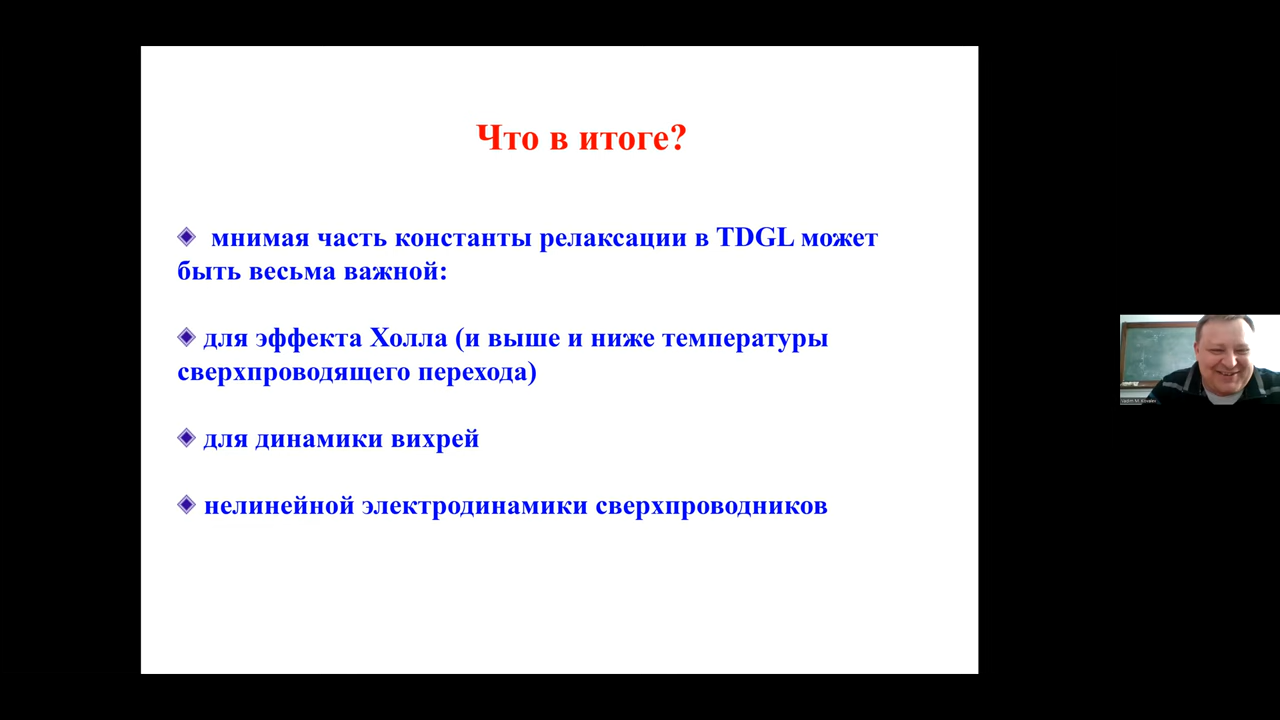 Что в итоге?
мнимая часть константы релаксации в TDGL может
быть весьма важной:
для эффекта Холла (и выше и ниже температуры
сверхпроводящего перехода)
для динамики вихрей
нелинейной электродинамики сверхпроводников